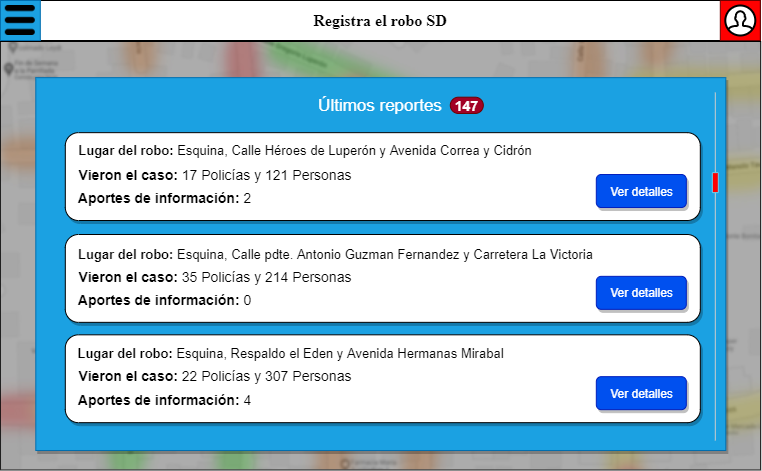 Registra el robo SD
Últimos reportes 147
Lugar del robo: Esquina, Calle Héroes de Luperón y Avenida Correa y Cidrón
Vieron el caso: 17 Policías y 121 Personas
Aportes de información: 2
Ver detalles
Lugar del robo: Esquina, Calle pdte. Antonio Guzman Fernandez y Carretera La Victoria
Vieron el caso: 35 Policías y 214 Personas
Aportes de información: 0
Ver detalles
Lugar del robo: Esquina, Respaldo el Eden y Avenida Hermanas Mirabal
Vieron el caso: 22 Policías y 307 Personas
Aportes de información: 4
Ver detalles